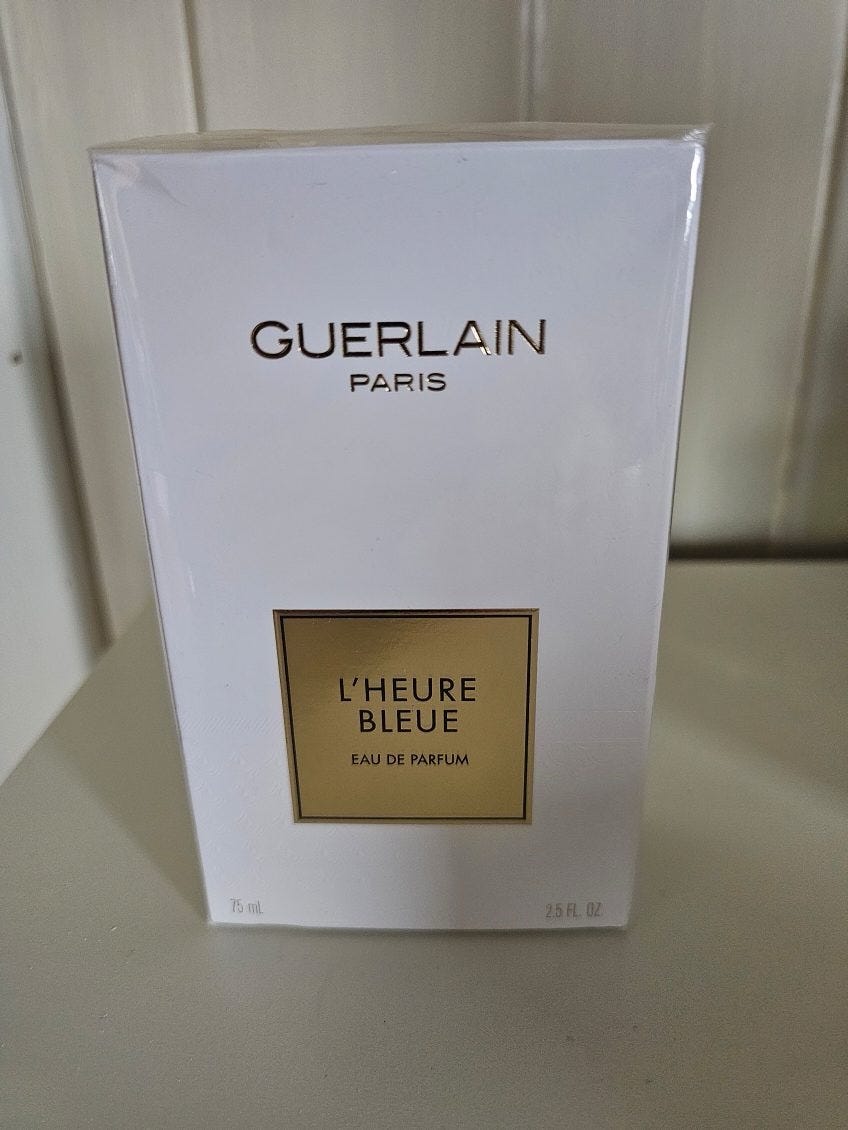 GUERLAIN
PARIS
L'HEURE
BLEUE
EAU DE PARFUM
75 mL
2.5 FL. OZ.